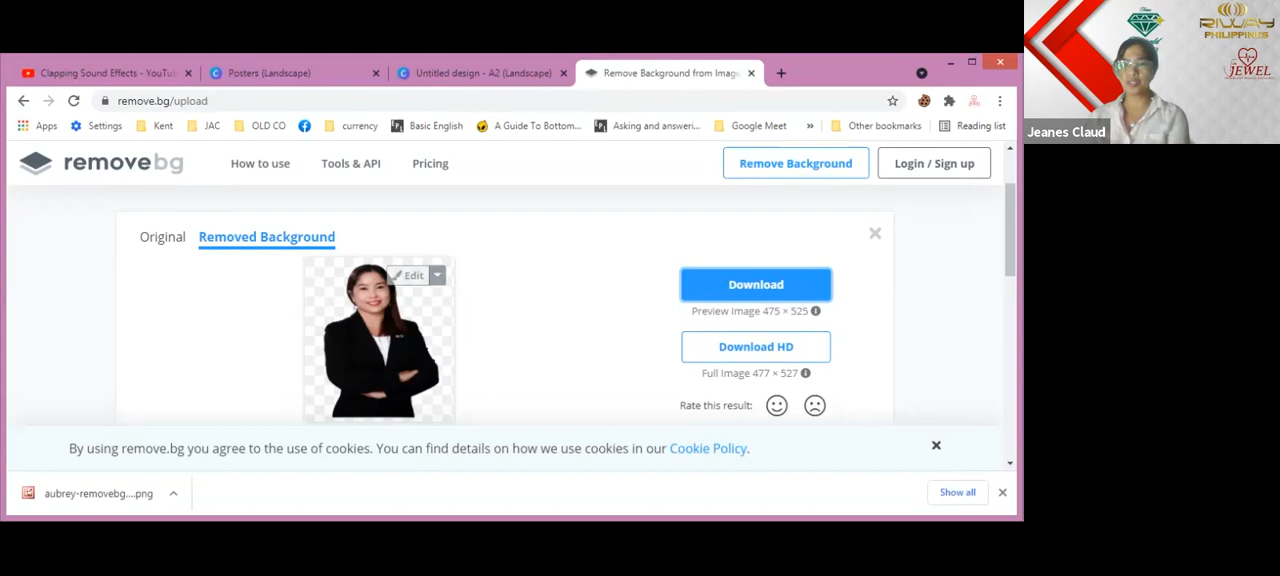 RIWAY
PHILIPPINES
JEWEL
Jeanes Claud
Clapping Sound Effects - YouTu
Posters (Landscape)
Untitled design - A2 (Landscape)
Remove Background from Imag
remove.bg/upload
Apps
Settings
Kent
JAC
OLD CO
currency
Basic English
A Guide To Bottom...
Asking and answeri...
Google Meet
»
Other bookmarks
Reading list
removebg
How to use
Tools & API
Pricing
Remove Background
Login / Sign up
Original
Removed Background
Edit
Download
Preview Image 475 × 525
Download HD
Full Image 477 × 527
Rate this result:
By using remove.bg you agree to the use of cookies. You can find details on how we use cookies in our Cookie Policy.
aubrey-removebg....png
Show all